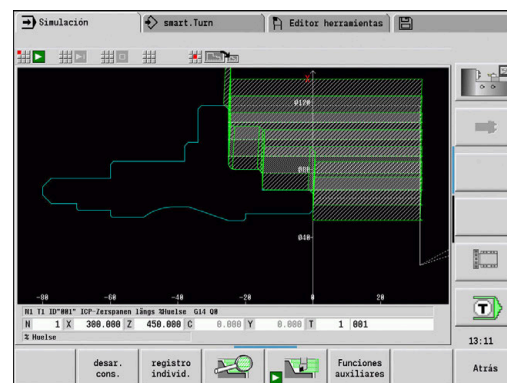 Simulación
smart.Turn
Editor herramientas
X
Ø120
Ø80
Ø40
-80 -60 -40 -20 0 20
N1 T1 ID"001" ICP-Zerspanen längs %Huelse G14 Q0
N 1 X 300.000 Z 450.000 C 0.000 Y 0.000 T 1 001
% Huelse
T
13:11
desar. cons.
registro individ.
Funciones auxiliares
Atrás